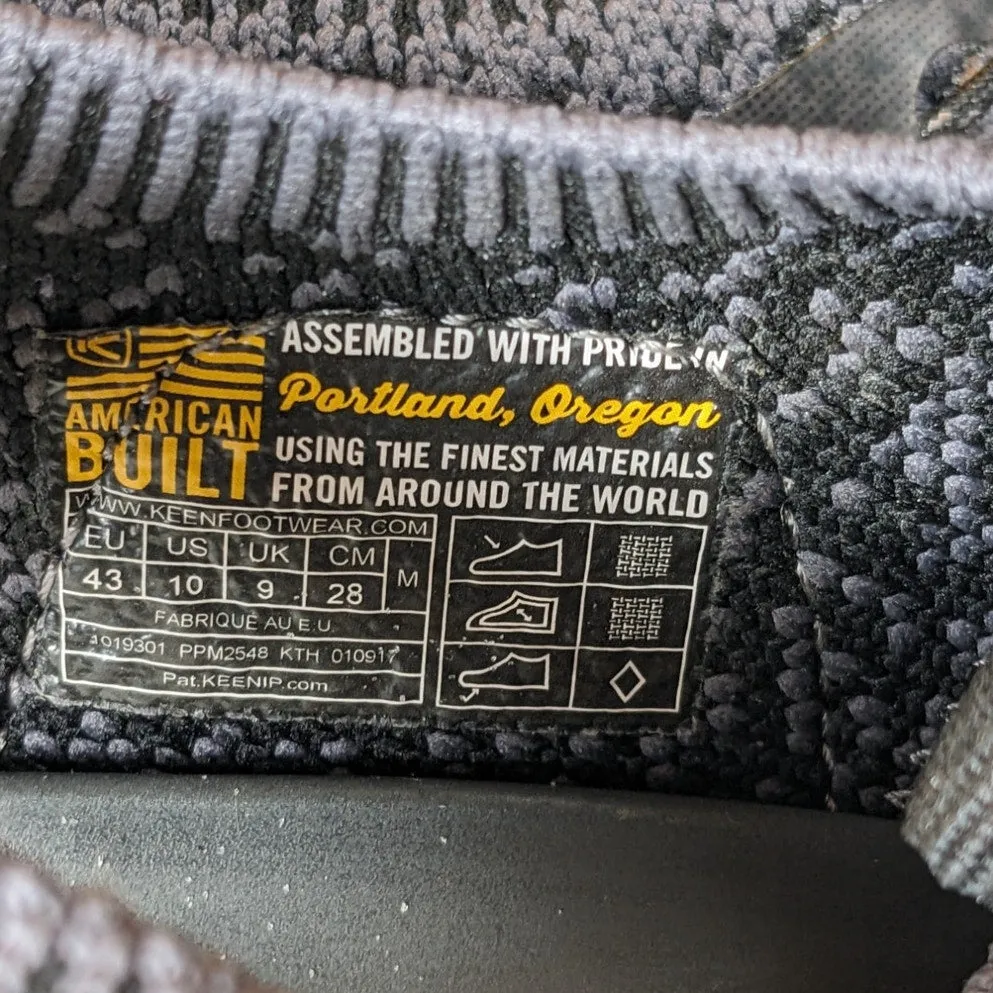 ASSEMBLED WITH PRIDE IN
Portland, Oregon
AMERICAN
BUILT
USING THE FINEST MATERIALS
FROM AROUND THE WORLD
WWW.KEENFOOTWEAR.COM
EU US UK CM M
43 10 9 28
FABRIQUÉ AU E.U.
1019301 PPM2548 KTH 010917
Pat.KEENIP.com